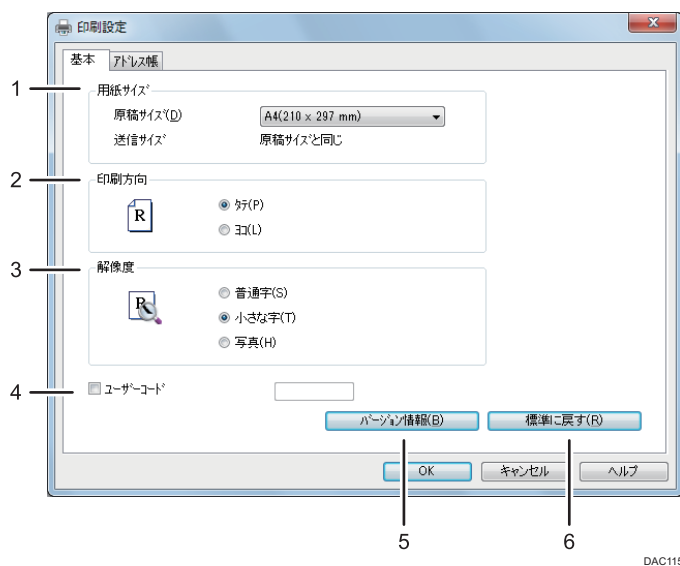 印刷設定
基本 アドレス帳
1 用紙サイズ
原稿サイズ(D) A4(210 x 297 mm)
送信サイズ 原稿サイズと同じ
2 印刷方向
R タテ(P)
ヨコ(L)
3 解像度
R 普通字(S)
小さな字(T)
写真(H)
4 ユーザーコード
バージョン情報(B) 標準に戻す(R)
OK キャンセル ヘルプ
5 6
DAC115